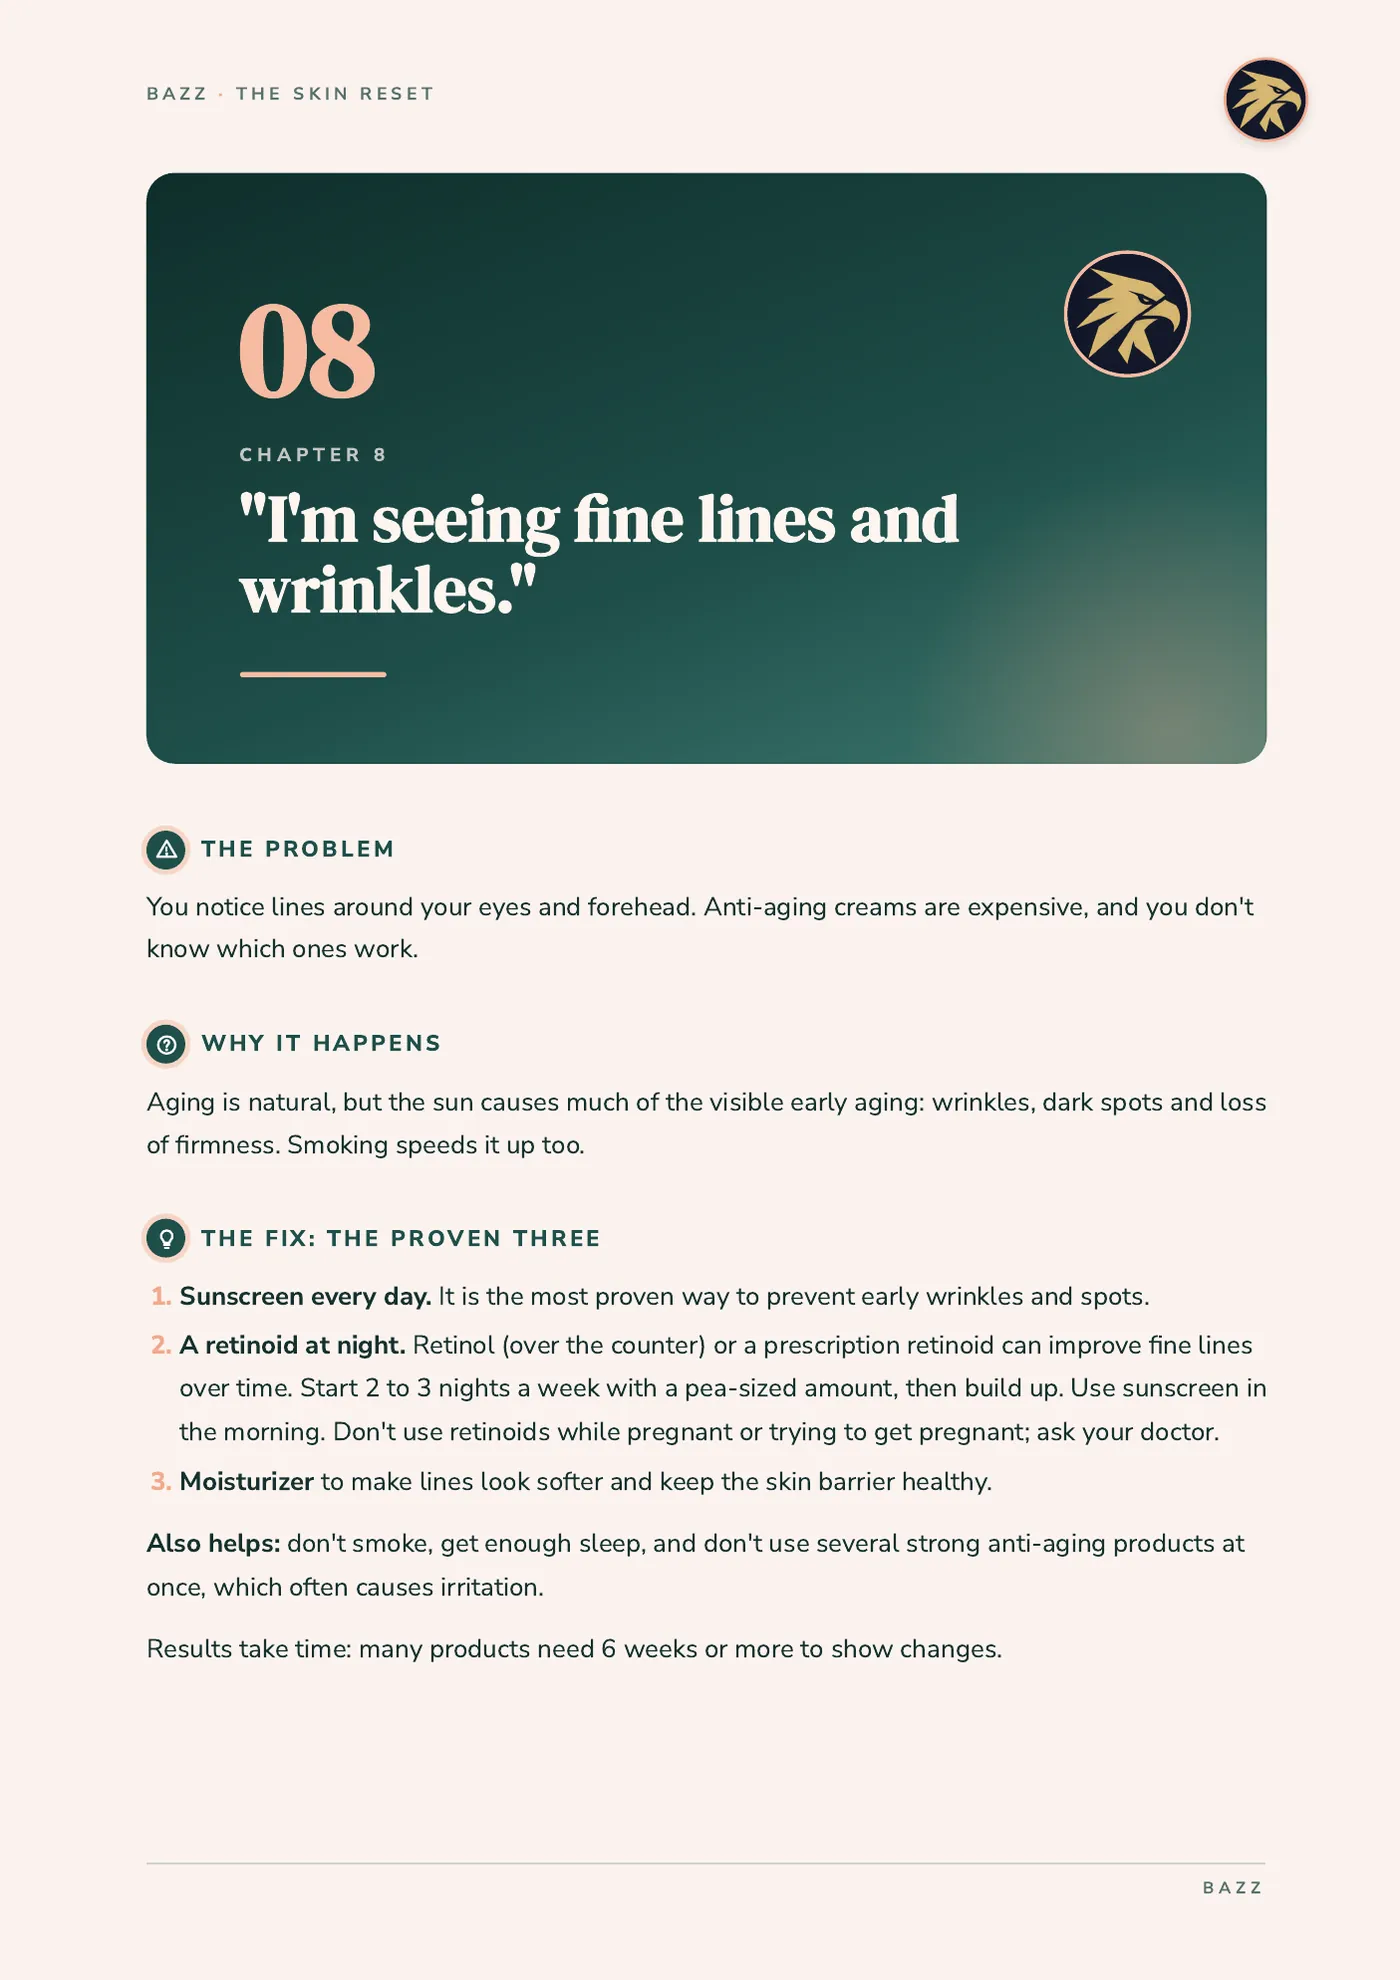 BAZZ · THE SKIN RESET
08
CHAPTER 8
"I'm seeing fine lines and
wrinkles."
THE PROBLEM
You notice lines around your eyes and forehead. Anti-aging creams are expensive, and you don't
know which ones work.
WHY IT HAPPENS
Aging is natural, but the sun causes much of the visible early aging: wrinkles, dark spots and loss
of firmness. Smoking speeds it up too.
THE FIX: THE PROVEN THREE
1. Sunscreen every day. It is the most proven way to prevent early wrinkles and spots.
2. A retinoid at night. Retinol (over the counter) or a prescription retinoid can improve fine lines
over time. Start 2 to 3 nights a week with a pea-sized amount, then build up. Use sunscreen in
the morning. Don't use retinoids while pregnant or trying to get pregnant; ask your doctor.
3. Moisturizer to make lines look softer and keep the skin barrier healthy.
Also helps: don't smoke, get enough sleep, and don't use several strong anti-aging products at
once, which often causes irritation.
Results take time: many products need 6 weeks or more to show changes.
BAZZ